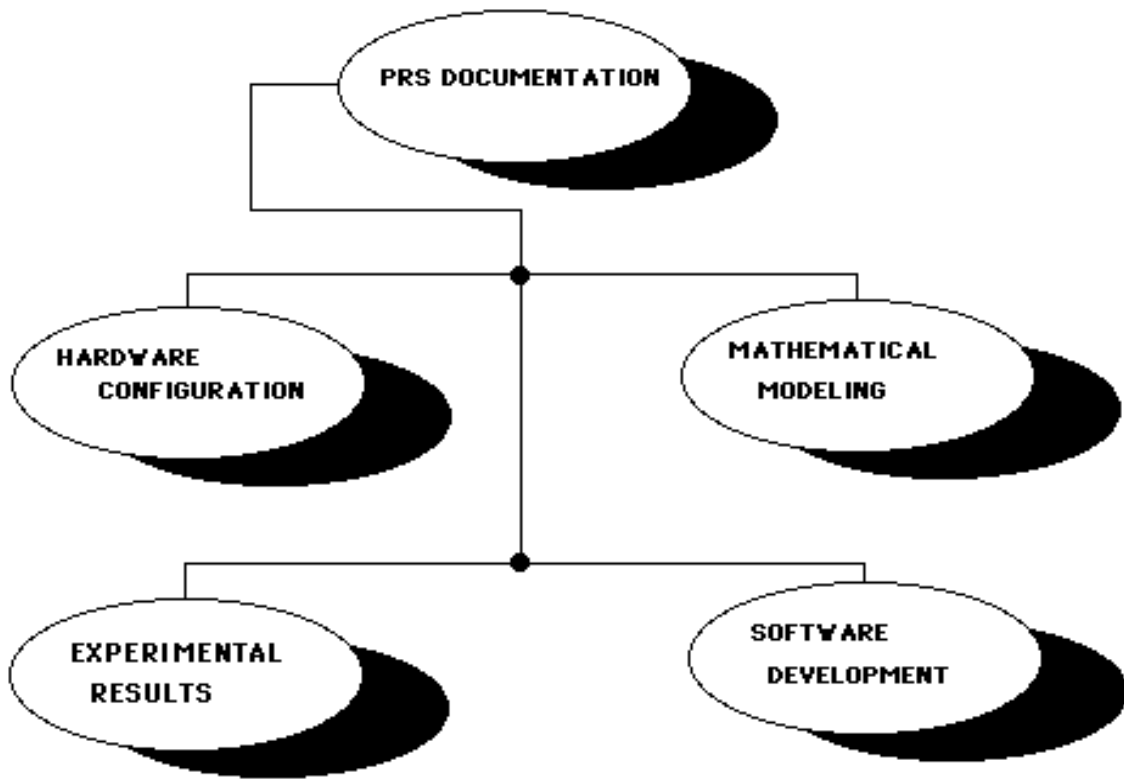 PRS DOCUMENTATION
HARDWARE
CONFIGURATION
MATHEMATICAL
MODELING
EXPERIMENTAL
RESULTS
SOFTWARE
DEVELOPMENT